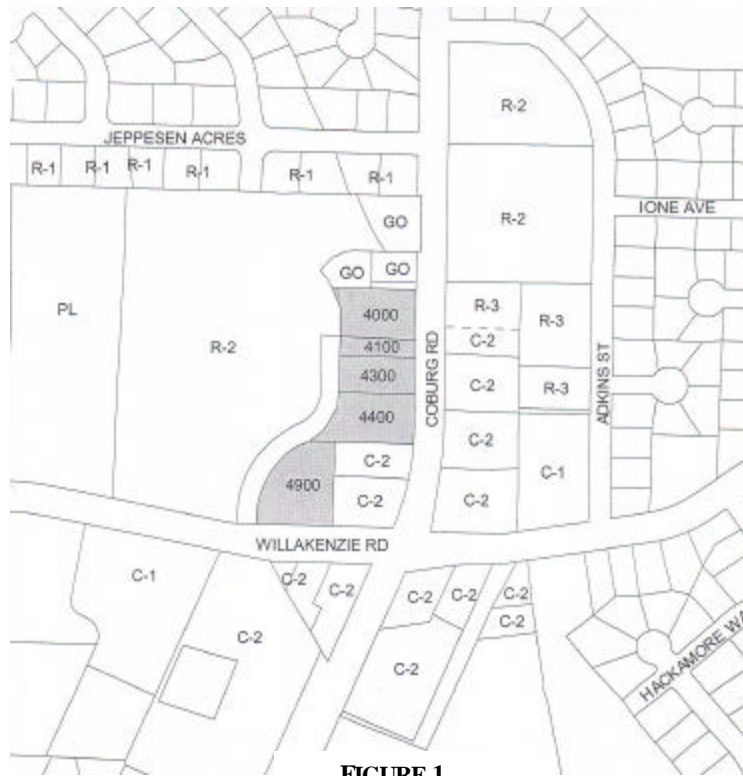 R-2
JEPPESEN ACRES
R-1 R-1 R-1 R-1 R-1 R-1
R-2
IONE AVE
GO
GO GO
PL
R-2
4000
R-3
R-3
4100
C-2
4300
C-2
R-3
COBURG RD
ADKINS ST
4400
C-2
C-2
C-1
4900
C-2
C-2
WILLAKENZIE RD
C-1
C-2
C-2
C-2
C-2
C-2
C-2
C-2
C-2
HACKAMORE WA
FIGURE 1